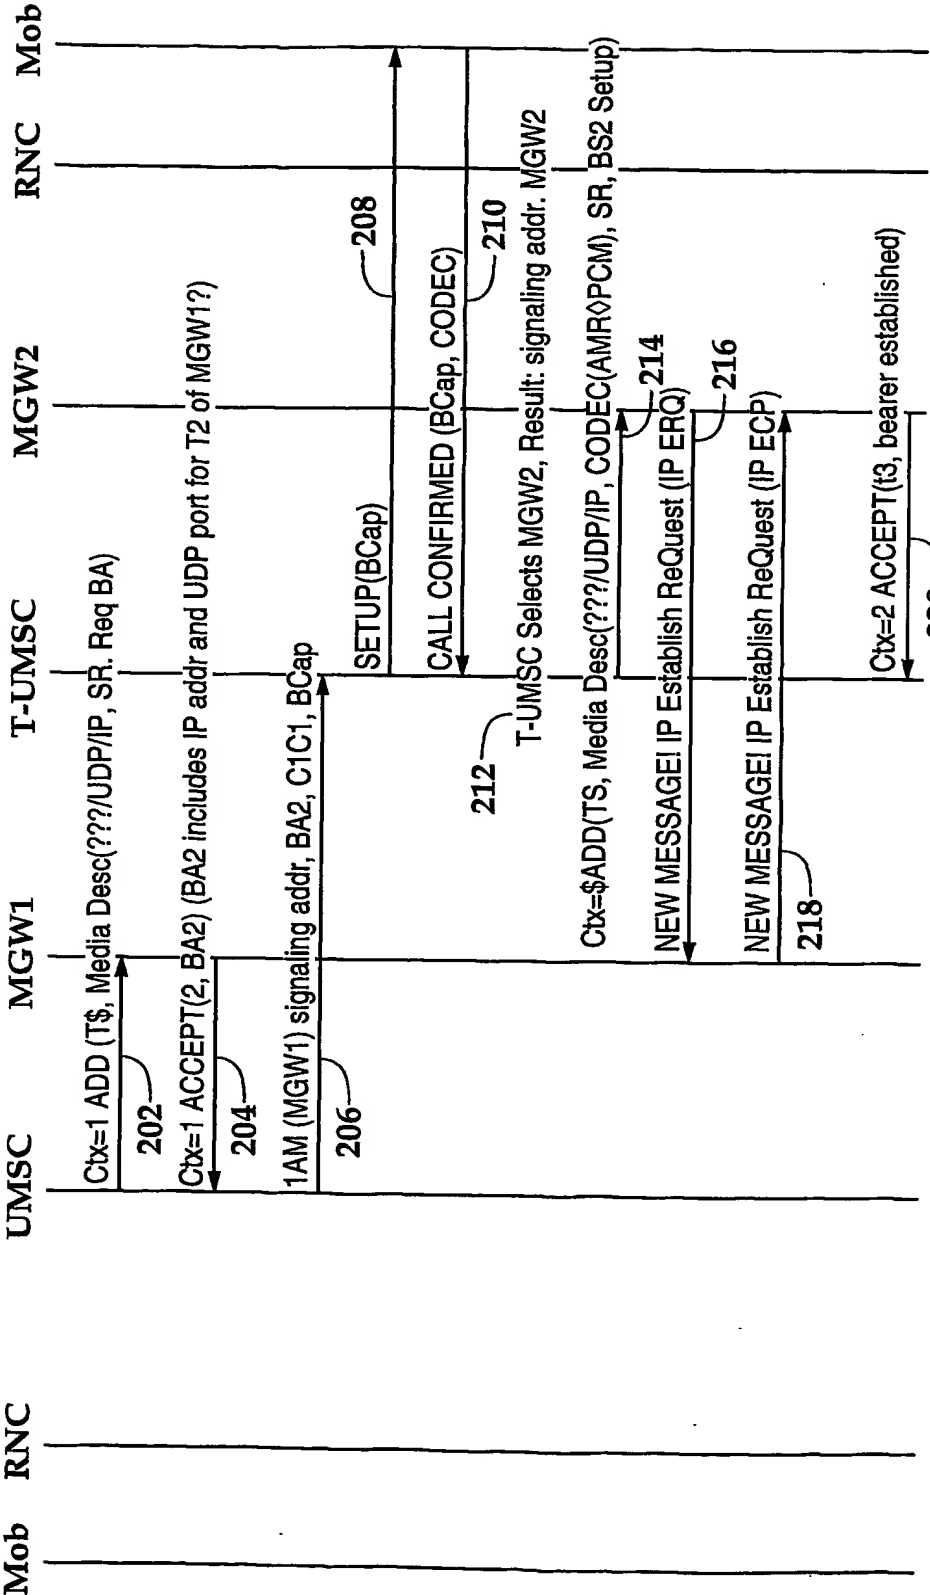 Mob
RNC
UMSC
MGW1
T-UMSC
MGW2
RNC
Mob
Ctx=1 ADD (T$, Media Desc(???/UDP/IP, SR. Req BA)
202
Ctx=1 ACCEPT(2, BA2) (BA2 includes IP addr and UDP port for T2 of MGW1?)
204
1AM (MGW1) signaling addr, BA2, C1C1, BCap
206
SETUP(BCap)
208
CALL CONFIRMED (BCap, CODEC)
210
212
T-UMSC Selects MGW2, Result: signaling addr. MGW2
Ctx=$ADD(TS, Media Desc(???/UDP/IP, CODEC(AMR◊PCM), SR, BS2 Setup)
214
NEW MESSAGE! IP Establish ReQuest (IP ERQ)
216
NEW MESSAGE! IP Establish ReQuest (IP ECP)
218
Ctx=2 ACCEPT(t3, bearer established)